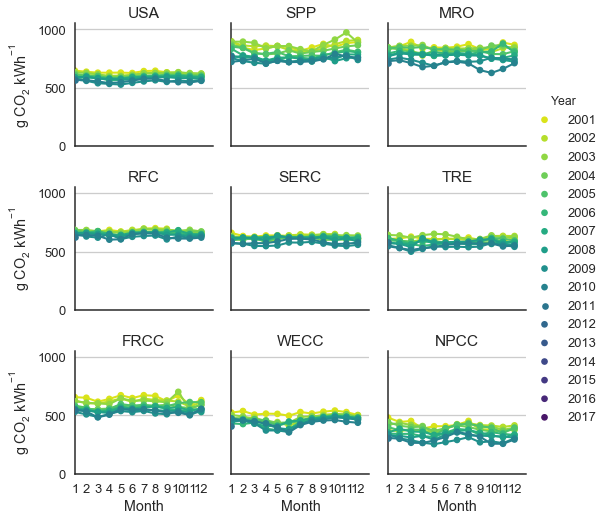 USA SPP MRO
1000
500
0
g CO₂ kWh⁻¹
RFC SERC TRE
1000
500
0
g CO₂ kWh⁻¹
FRCC WECC NPCC
1000
500
0
g CO₂ kWh⁻¹
1 2 3 4 5 6 7 8 9 10 11 12 1 2 3 4 5 6 7 8 9 10 11 12 1 2 3 4 5 6 7 8 9 10 11 12
Month Month Month
Year
2001
2002
2003
2004
2005
2006
2007
2008
2009
2010
2011
2012
2013
2014
2015
2016
2017